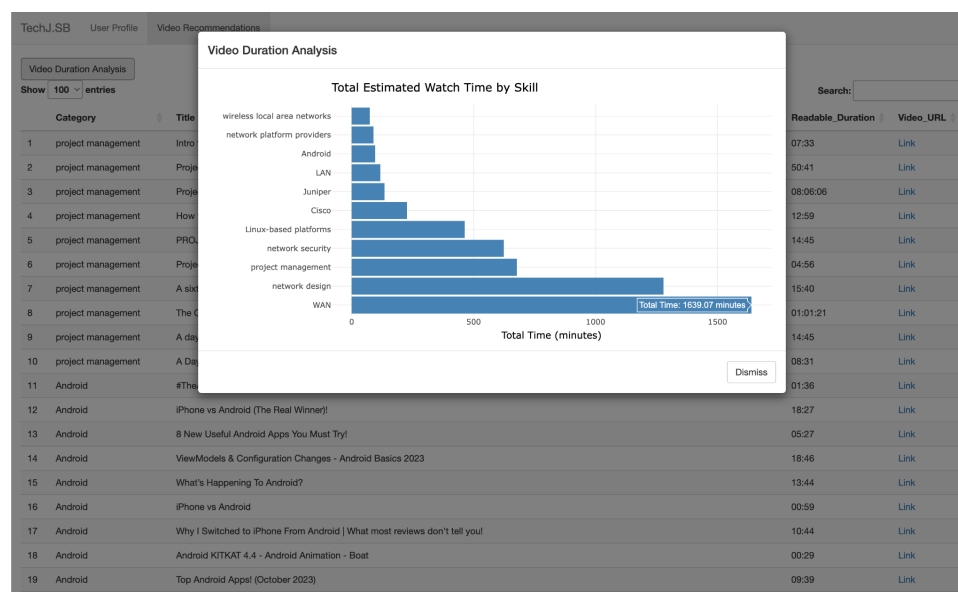 TechJ.SB User Profile Video Recommendations
Video Duration Analysis
Show 100 entries
Search:
Category Title Readable_Duration Video_URL
Video Duration Analysis
Total Estimated Watch Time by Skill
wireless local area networks
network platform providers
Android
LAN
Juniper
Cisco
Linux-based platforms
network security
project management
network design
WAN
Total Time: 1639.07 minutes
0 500 1000 1500
Total Time (minutes)
Dismiss
1 project management Intro 07:33 Link
2 project management 50:41 Link
3 project management 08:06:06 Link
4 project management How 12:59 Link
5 project management 14:45 Link
6 project management 04:56 Link
7 project management 15:40 Link
8 project management The 01:01:21 Link
9 project management A day 14:45 Link
10 project management A Day 08:31 Link
11 Android 01:36 Link
12 Android iPhone vs Android (The Real Winner)! 18:27 Link
13 Android 8 New Useful Android Apps You Must Try! 05:27 Link
14 Android ViewModels & Configuration Changes - Android Basics 2023 18:46 Link
15 Android What's Happening To Android? 13:44 Link
16 Android iPhone vs Android 00:59 Link
17 Android Why I Switched to iPhone From Android | What most reviews don't tell you! 10:44 Link
18 Android Android KITKAT 4.4 - Android Animation - Boat 00:29 Link
19 Android Top Android Apps! (October 2023) 09:39 Link